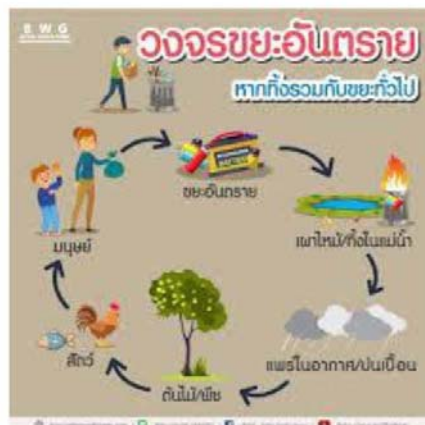 BWG
วงจรขยะอันตราย
หากทิ้งรวมกับขยะทั่วไป
ขยะอันตราย
มนุษย์
เผาไหม้/ทิ้งในแม่น้ำ
สัตว์
แพร่ในอากาศ/ปนเปื้อน
ต้นไม้/พืช